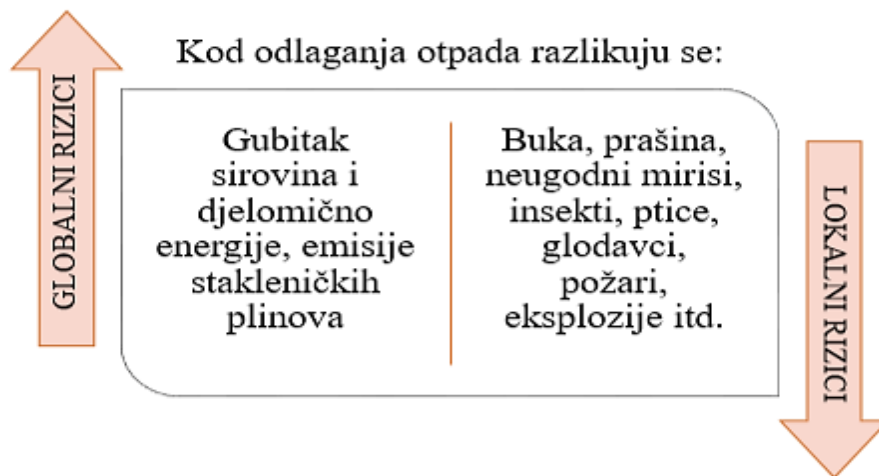 Kod odlaganja otpada razlikuju se:
GLOBALNI RIZICI
Gubitak
sirovina i
djelomično
energije, emisije
stakleničkih
plinova
Buka, prašina,
neugodni mirisi,
insekti, ptice,
glodavci,
požari,
eksplozije itd.
LOKALNI RIZICI